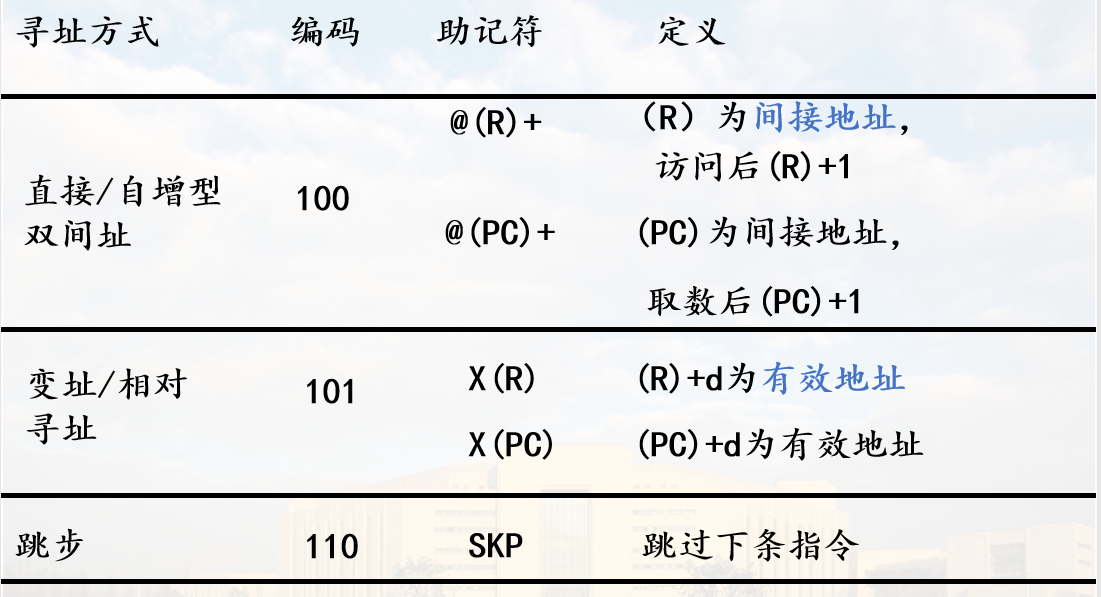 寻址方式 编码 助记符 定义
@(R)+ (R) 为间接地址,
访问后(R)+1
直接/自增型 100
双间址 @(PC)+ (PC)为间接地址,
取数后(PC)+1
变址/相对 101 X(R) (R)+d为有效地址
寻址 X(PC) (PC)+d为有效地址
跳步 110 SKP 跳过下条指令